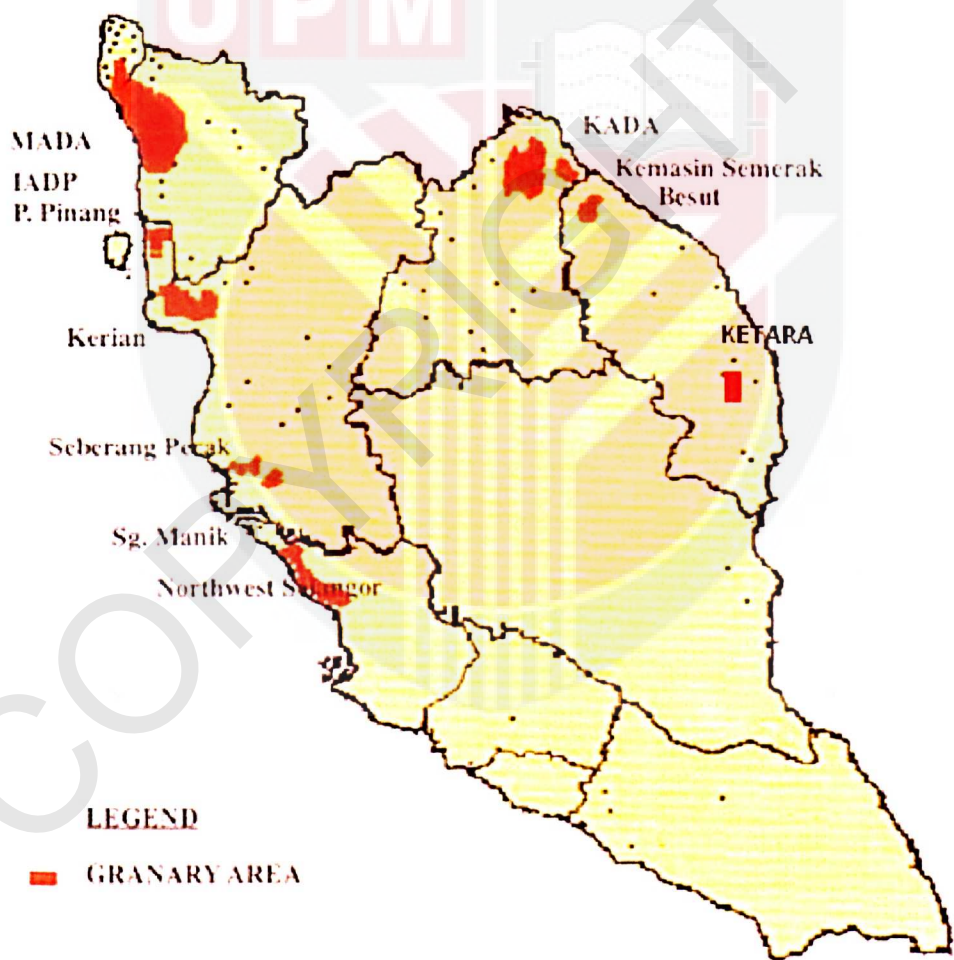 UPM
COPYRIGHT
MADA
IADP
P. Pinang
KADA
Kemasin Semerak
Besut
Kerian
KETARA
Seberang Perak
Sg. Manik
Northwest Selangor
LEGEND
GRANARY AREA